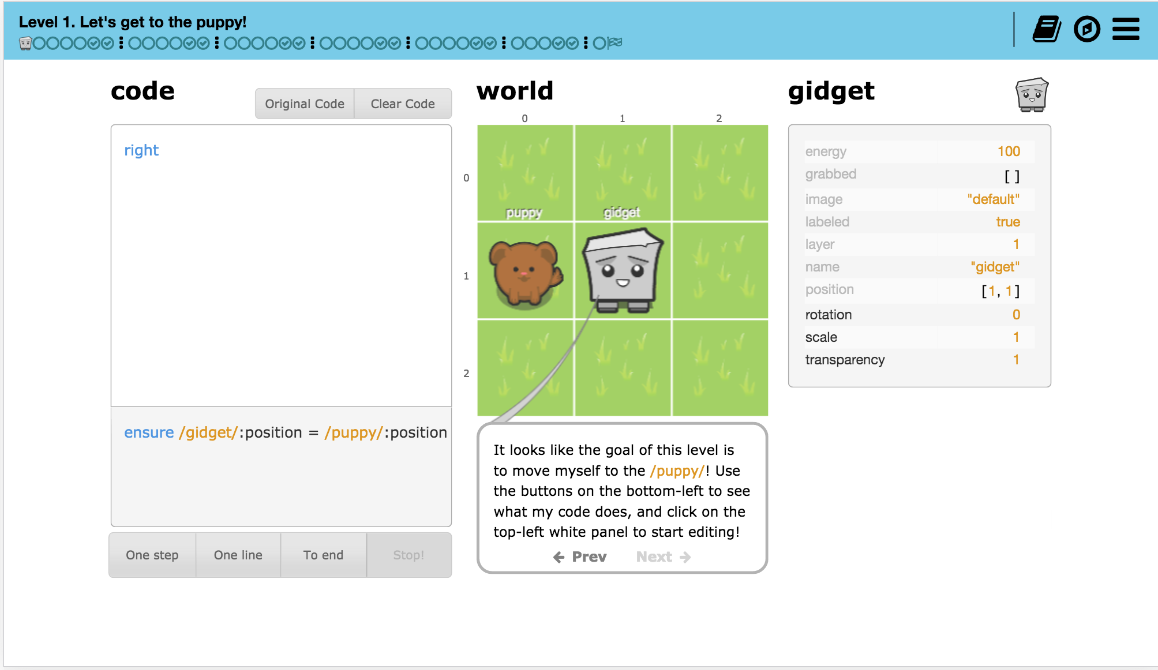 Level 1. Let's get to the puppy!
code
Original Code
Clear Code
right
ensure /gidget/:position = /puppy/:position
One step
One line
To end
Stop!
world
0 1 2
0
puppy gidget
1
2
It looks like the goal of this level is
to move myself to the /puppy/! Use
the buttons on the bottom-left to see
what my code does, and click on the
top-left white panel to start editing!
Prev Next
gidget
energy 100
grabbed [ ]
image "default"
labeled true
layer 1
name "gidget"
position [1, 1]
rotation 0
scale 1
transparency 1